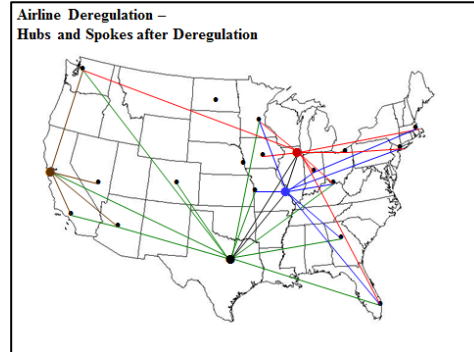 Airline Deregulation –
Hubs and Spokes after Deregulation